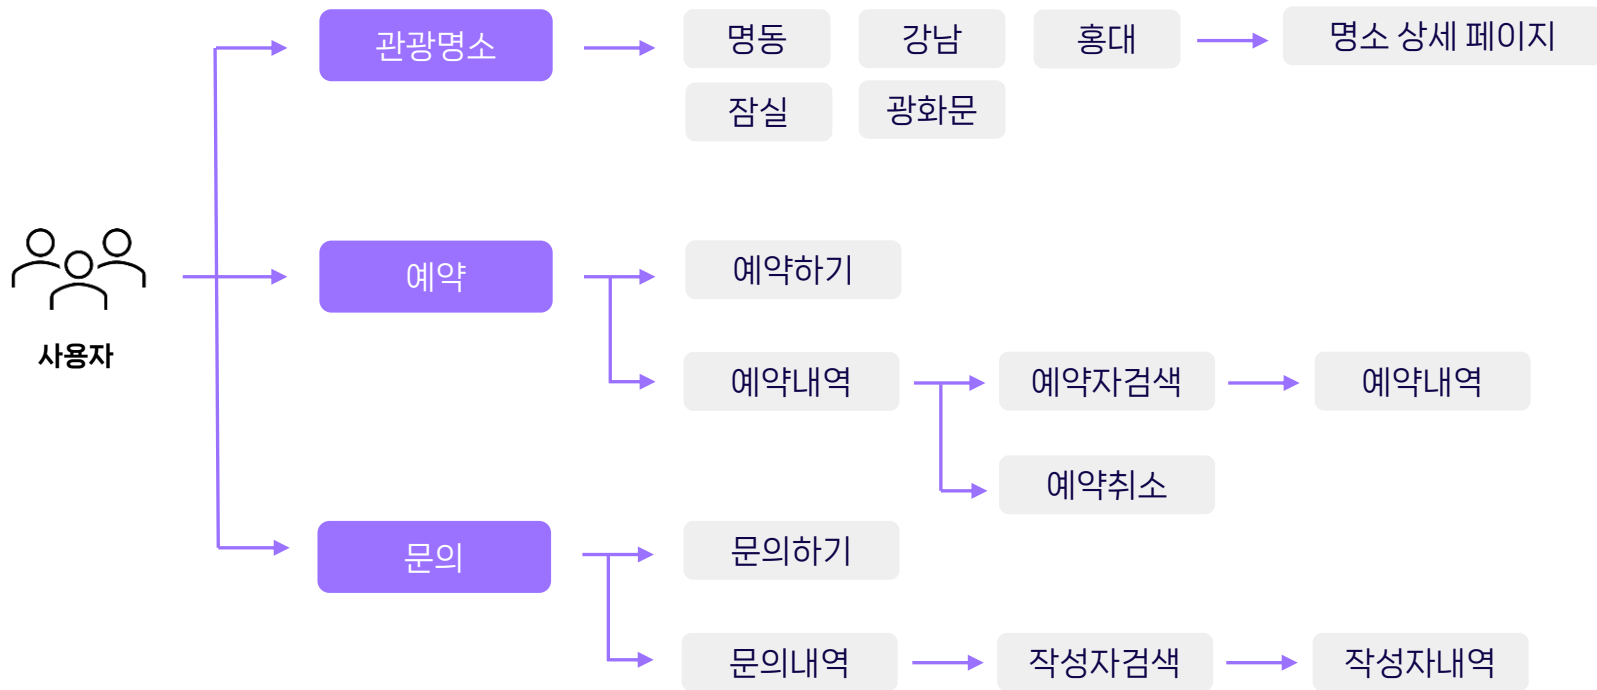 관광명소
명동
강남
홍대
명소 상세 페이지
잠실
광화문
사용자
예약
예약하기
예약내역
예약자검색
예약내역
예약취소
문의
문의하기
문의내역
작성자검색
작성자내역